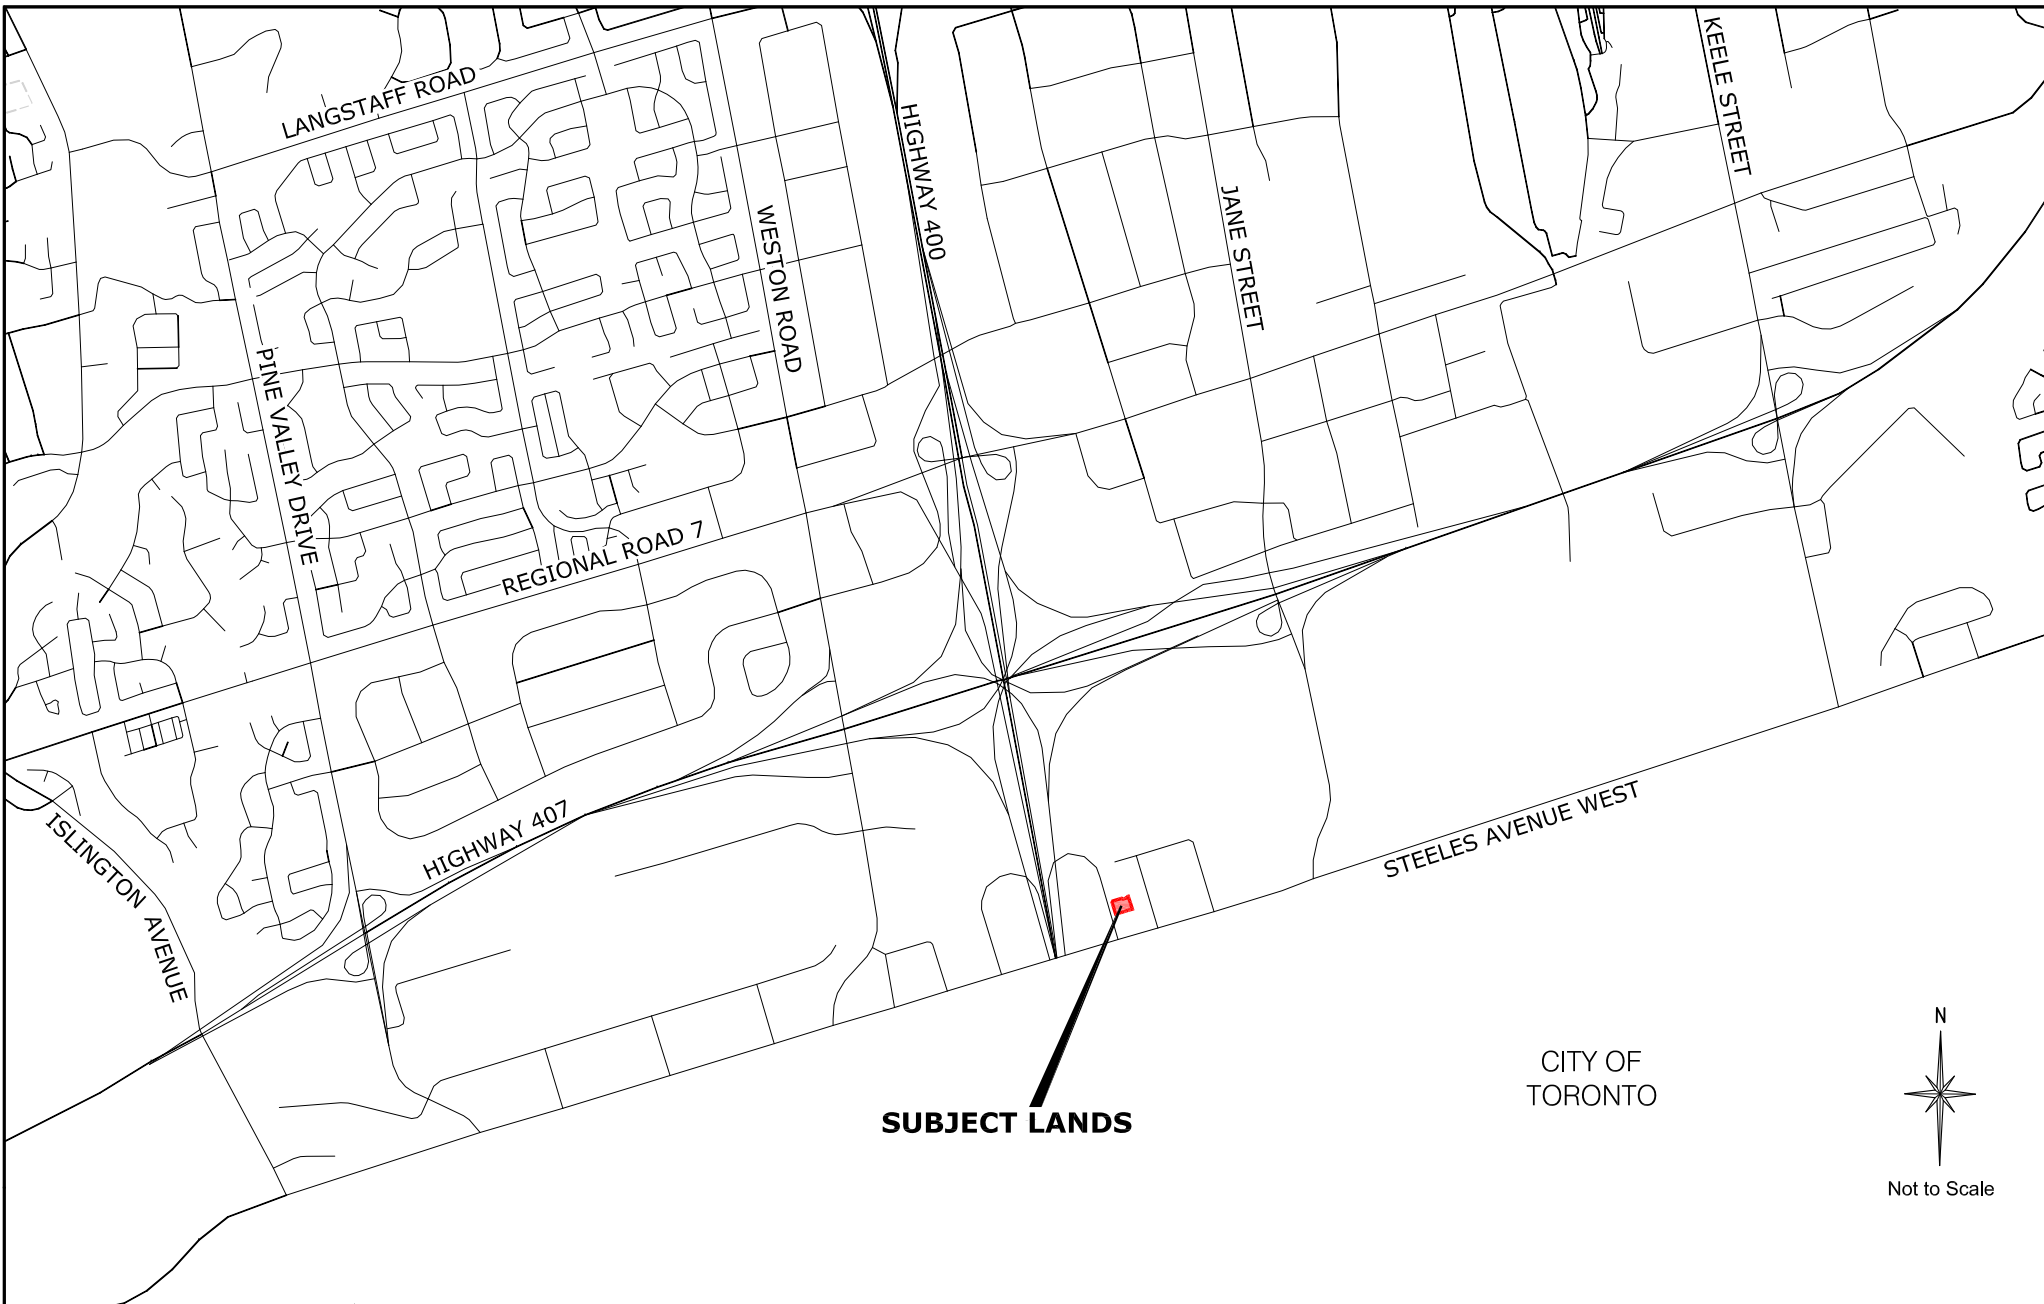 LANGSTAFF ROAD
KEELE STREET
HIGHWAY 400
JANE STREET
WESTON ROAD
PINE VALLEY DRIVE
REGIONAL ROAD 7
HIGHWAY 407
ISLINGTON AVENUE
STEELES AVENUE WEST
SUBJECT LANDS
CITY OF
TORONTO
N
Not to Scale